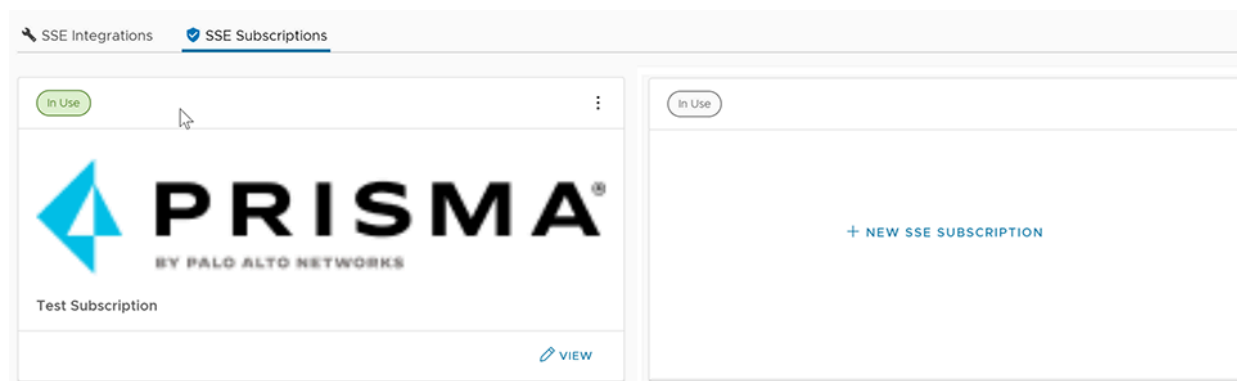 SSE Integrations
SSE Subscriptions
In Use
PRISMA®
BY PALO ALTO NETWORKS
Test Subscription
VIEW
In Use
+ NEW SSE SUBSCRIPTION